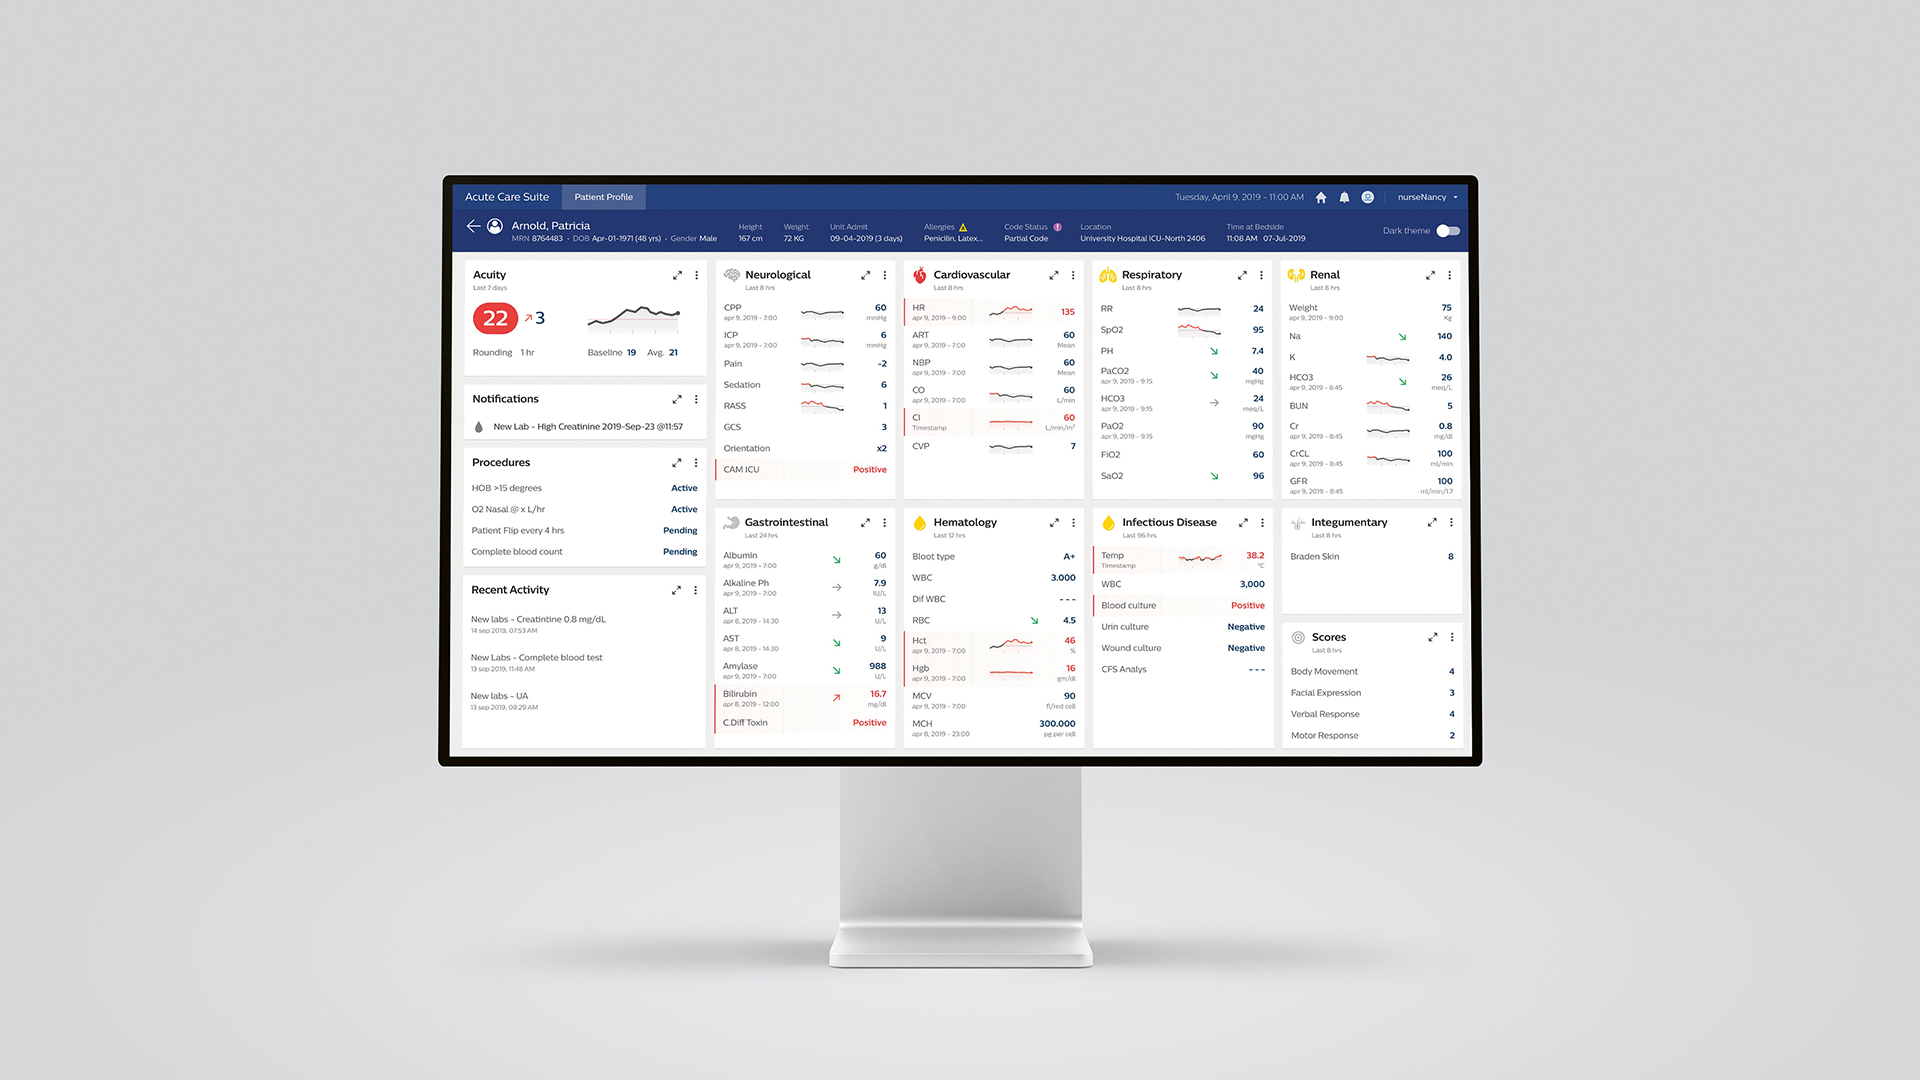 Acute Care Suite
Patient Profile
Tuesday, April 9, 2019 - 11:00 AM
nurseNancy
Arnold, Patricia
MRN 8764483 · DOB Apr-01-1971 (48 yrs) · Gender Male
Height
167 cm
Weight
72 KG
Unit Admit
09-04-2019 (3 days)
Allergies
Penicilin, Latex...
Code Status
Partial Code
Location
University Hospital ICU-North 2406
Time at Bedside
11:08 AM 07-Jul-2019
Dark theme
Acuity
Last 7 days
22
3
Rounding 1 hr
Baseline 19 Avg. 21
Notifications
New Lab - High Creatinine 2019-Sep-23 @11:57
Procedures
HOB >15 degrees Active
O2 Nasal @ x L/hr Active
Patient Flip every 4 hrs Pending
Complete blood count Pending
Recent Activity
New labs - Creatintine 0.8 mg/dL
14 sep 2019, 07:53 AM
New Labs - Complete blood test
13 sep 2019, 11:48 AM
New labs - UA
13 sep 2019, 08:29 AM
Neurological
Last 8 hrs
CPP 60
apr 9, 2019 - 7:00 mmHg
ICP 6
apr 9, 2019 - 7:00 mmHg
Pain -2
Sedation 6
RASS 1
GCS 3
Orientation x2
CAM ICU Positive
Cardiovascular
Last 8 hrs
HR 135
apr 9, 2019 - 9:00
ART 60
apr 9, 2019 - 7:00 Mean
NBP 60
apr 9, 2019 - 7:00 Mean
CO 60
apr 9, 2019 - 7:00 L/min
CI 60
Timestamp L/min/m²
CVP 7
Respiratory
Last 8 hrs
RR 24
SpO2 95
PH 7.4
PaCO2 40
apr 9, 2019 - 9:15 mgHg
HCO3 24
apr 9, 2019 - 9:15 meq/L
PaO2 90
apr 9, 2019 - 9:15 mgHg
FiO2 60
SaO2 96
Renal
Last 8 hrs
Weight 75
apr 9, 2019 - 9:00 Kg
Na 140
K 4.0
HCO3 26
apr 9, 2019 - 8:45 meq/L
BUN 5
Cr 0.8
apr 9, 2019 - 8:45 mg/dl
CrCL 100
apr 9, 2019 - 8:45 ml/min
GFR 100
apr 9, 2019 - 8:45 ml/min/1.7
Gastrointestinal
Last 24 hrs
Albumin 60
apr 9, 2019 - 7:00 g/dl
Alkaline Ph 7.9
apr 9, 2019 - 7:00 IU/L
ALT 13
apr 8, 2019 - 14:30 U/L
AST 9
apr 8, 2019 - 14:30 U/L
Amylase 988
apr 9, 2019 - 7:00 U/L
Bilirubin 16.7
apr 8, 2019 - 12:00 mg/dl
C.Diff Toxin Positive
Hematology
Last 12 hrs
Bloot type A+
WBC 3.000
Dif WBC ---
RBC 4.5
Hct 46
apr 9, 2019 - 7:00 %
Hgb 16
apr 9, 2019 - 7:00 gm/dl
MCV 90
apr 9, 2019 - 7:00 fl/red cell
MCH 300.000
apr 8, 2019 - 23:00 pg per cell
Infectious Disease
Last 96 hrs
Temp 38.2
Timestamp °C
WBC 3,000
Blood culture Positive
Urin culture Negative
Wound culture Negative
CFS Analys ---
Integumentary
Last 8 hrs
Braden Skin 8
Scores
Last 8 hrs
Body Movement 4
Facial Expression 3
Verbal Response 4
Motor Response 2